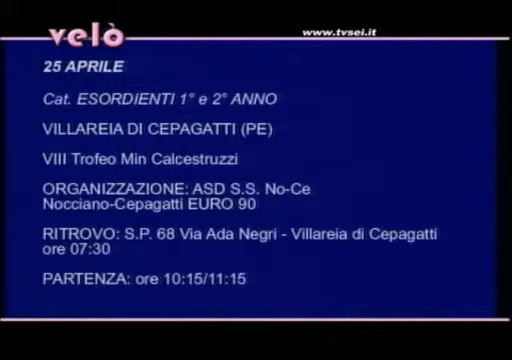 velò
www.tvsei.it
25 APRILE
Cat. ESORDIENTI 1° e 2° ANNO
VILLAREIA DI CEPAGATTI (PE)
VIII Trofeo Min Calcestruzzi
ORGANIZZAZIONE: ASD S.S. No-Ce
Nocciano-Cepagatti EURO 90
RITROVO: S.P. 68 Via Ada Negri - Villareia di Cepagatti
ore 07:30
PARTENZA: ore 10:15/11:15